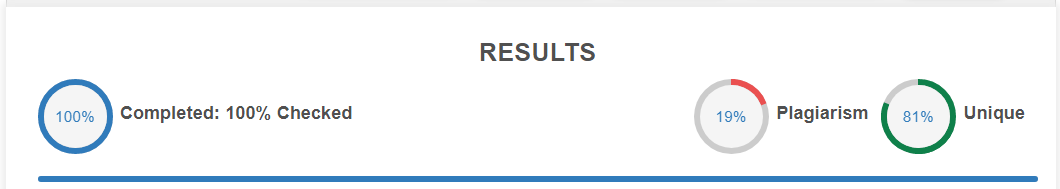 RESULTS
100% Completed: 100% Checked 19% Plagiarism 81% Unique